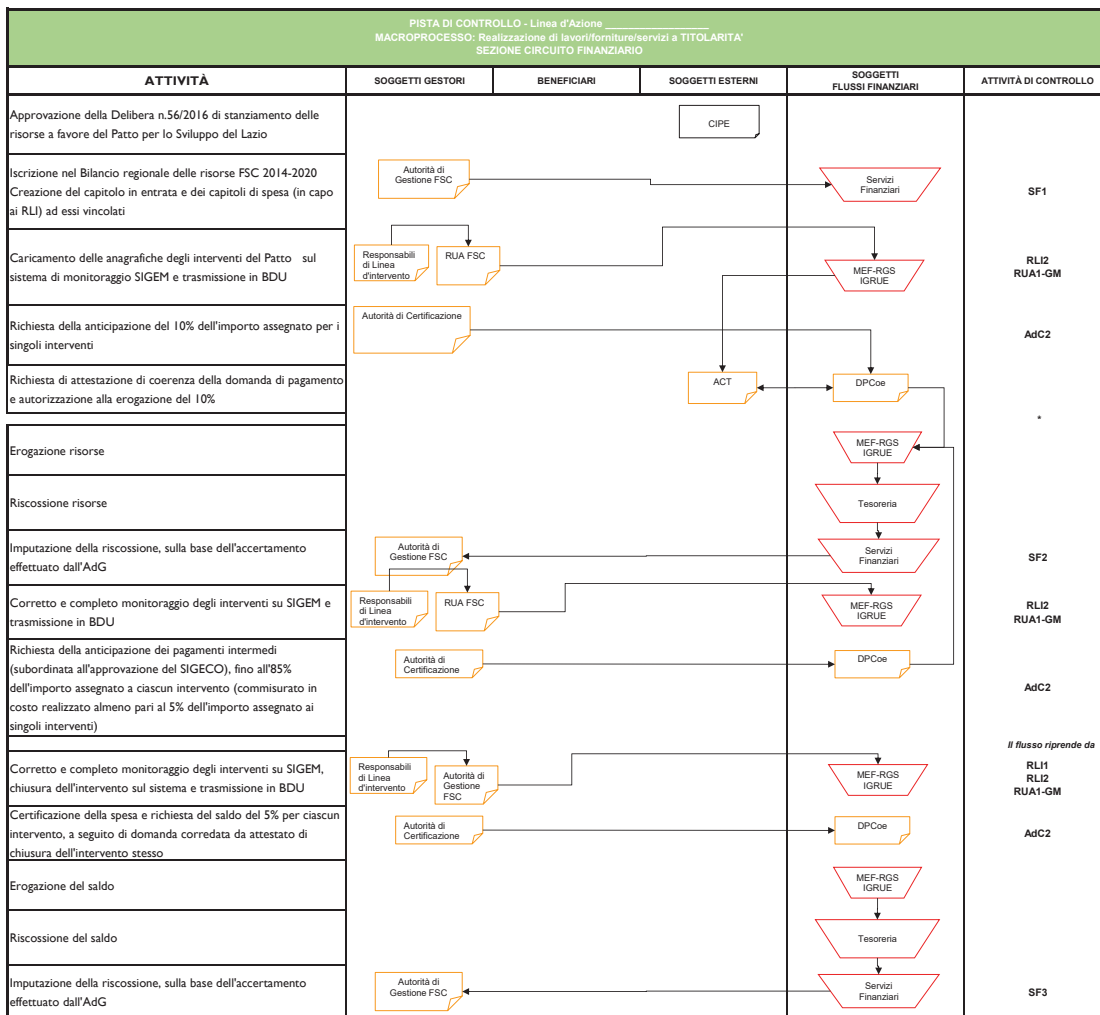 PISTA DI CONTROLLO - Linea d'Azione ________________
MACROPROCESSO: Realizzazione di lavori/forniture/servizi a TITOLARITA'
SEZIONE CIRCUITO FINANZIARIO
ATTIVITÀ
SOGGETTI GESTORI
BENEFICIARI
SOGGETTI ESTERNI
SOGGETTI
FLUSSI FINANZIARI
ATTIVITÀ DI CONTROLLO
Approvazione della Delibera n.56/2016 di stanziamento delle
risorse a favore del Patto per lo Sviluppo del Lazio
CIPE
Iscrizione nel Bilancio regionale delle risorse FSC 2014-2020
Creazione del capitolo in entrata e dei capitoli di spesa (in capo
ai RLI) ad essi vincolati
Autorità di
Gestione FSC
Servizi
Finanziari
SF1
Caricamento delle anagrafiche degli interventi del Patto sul
sistema di monitoraggio SIGEM e trasmissione in BDU
Responsabili
di Linea
d'intervento
RUA FSC
MEF-RGS
IGRUE
RLI2
RUA1-GM
Richiesta della anticipazione del 10% dell'importo assegnato per i
singoli interventi
Autorità di Certificazione
AdC2
Richiesta di attestazione di coerenza della domanda di pagamento
e autorizzazione alla erogazione del 10%
ACT
DPCoe
*
Erogazione risorse
MEF-RGS
IGRUE
Riscossione risorse
Tesoreria
Imputazione della riscossione, sulla base dell'accertamento
effettuato dall'AdG
Autorità di
Gestione FSC
Servizi
Finanziari
SF2
Corretto e completo monitoraggio degli interventi su SIGEM e
trasmissione in BDU
Responsabili
di Linea
d'intervento
RUA FSC
MEF-RGS
IGRUE
RLI2
RUA1-GM
Richiesta della anticipazione dei pagamenti intermedi
(subordinata all'approvazione del SIGECO), fino all'85%
dell'importo assegnato a ciascun intervento (commisurato in
costo realizzato almeno pari al 5% dell'importo assegnato ai
singoli interventi)
Autorità di
Certificazione
DPCoe
AdC2
Il flusso riprende da
Corretto e completo monitoraggio degli interventi su SIGEM,
chiusura dell'intervento sul sistema e trasmissione in BDU
Responsabili
di Linea
d'intervento
Autorità di
Gestione
FSC
MEF-RGS
IGRUE
RLI1
RLI2
RUA1-GM
Certificazione della spesa e richiesta del saldo del 5% per ciascun
intervento, a seguito di domanda corredata da attestato di
chiusura dell'intervento stesso
Autorità di
Certificazione
DPCoe
AdC2
Erogazione del saldo
MEF-RGS
IGRUE
Riscossione del saldo
Tesoreria
Imputazione della riscossione, sulla base dell'accertamento
effettuato dall'AdG
Autorità di
Gestione FSC
Servizi
Finanziari
SF3